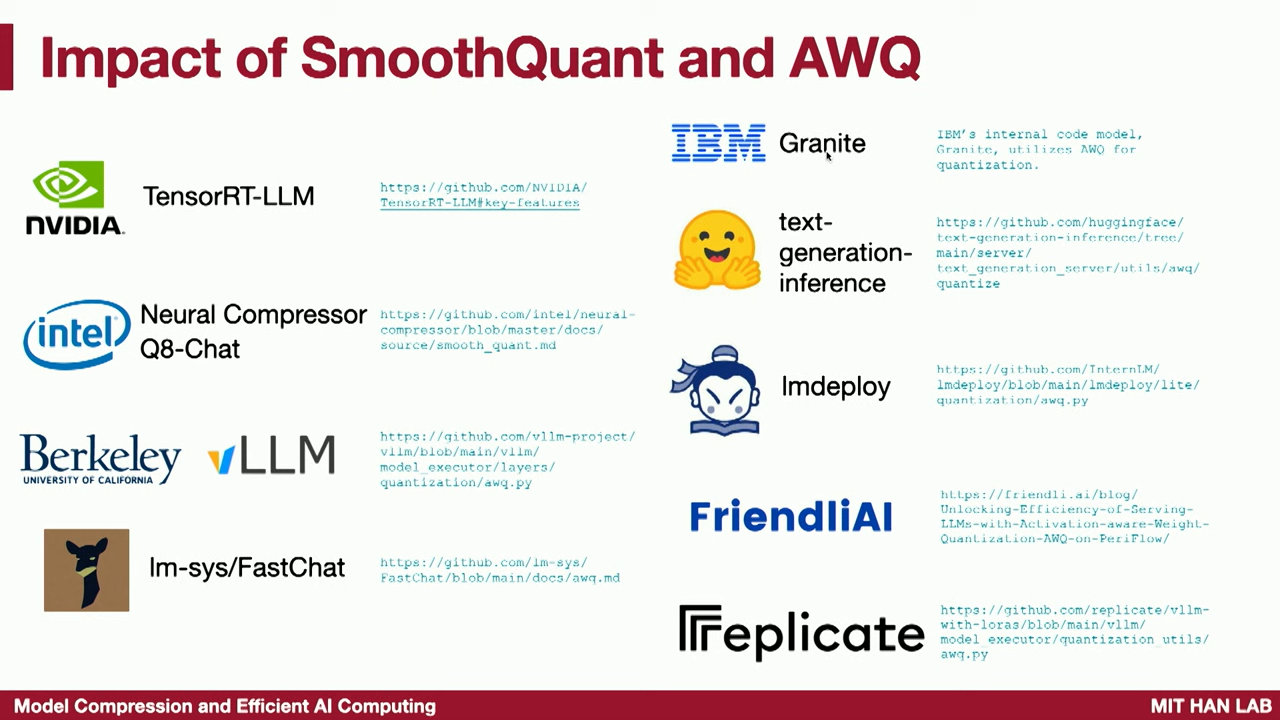 Impact of SmoothQuant and AWQ
NVIDIA.
TensorRT-LLM
https://github.com/NVIDIA/
TensorRT-LLM#key-features
intel
Neural Compressor
Q8-Chat
https://github.com/intel/neural-
compressor/blob/master/docs/
source/smooth_quant.md
Berkeley
UNIVERSITY OF CALIFORNIA
vLLM
https://github.com/vllm-project/
vllm/blob/main/vllm/
model_executor/layers/
quantization/awq.py
lm-sys/FastChat
https://github.com/lm-sys/
FastChat/blob/main/docs/awq.md
IBM
Granite
IBM's internal code model,
Granite, utilizes AWQ for
quantization.
text-
generation-
inference
https://github.com/huggingface/
text-generation-inference/tree/
main/server/
text_generation_server/utils/awq/
quantize
lmdeploy
https://github.com/InternLM/
lmdeploy/blob/main/lmdeploy/lite/
quantization/awq.py
FriendliAI
https://friendli.ai/blog/
Unlocking-Efficiency-of-Serving-
LLMs-with-Activation-aware-Weight-
Quantization-AWQ-on-PeriFlow/
replicate
https://github.com/replicate/vllm-
with-loras/blob/main/vllm/
model_executor/quantization_utils/
awq.py
Model Compression and Efficient AI Computing
MIT HAN LAB